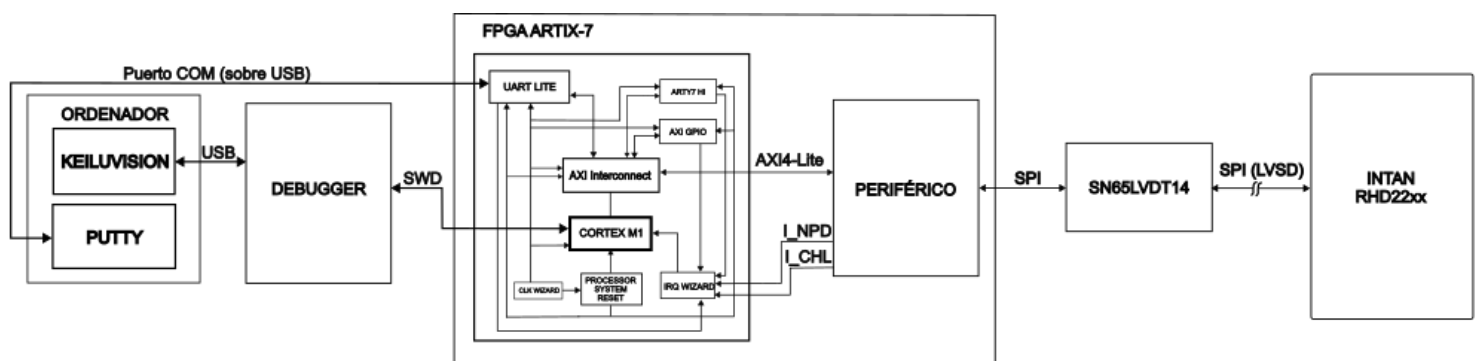 FPGA ARTIX-7
Puerto COM (sobre USB)
UART LITE
ARTY7 HI
ORDENADOR
AXI GPIO
KEILUVISION
USB
DEBUGGER
SWD
AXI Interconnect
AXI4-Lite
PERIFÉRICO
SPI
SN65LVDT14
SPI (LVSD)
INTAN
RHD22xx
PUTTY
CORTEX M1
I_NPD
I_CHL
CLK WIZARD
PROCESSOR
SYSTEM
RESET
IRQ WIZARD